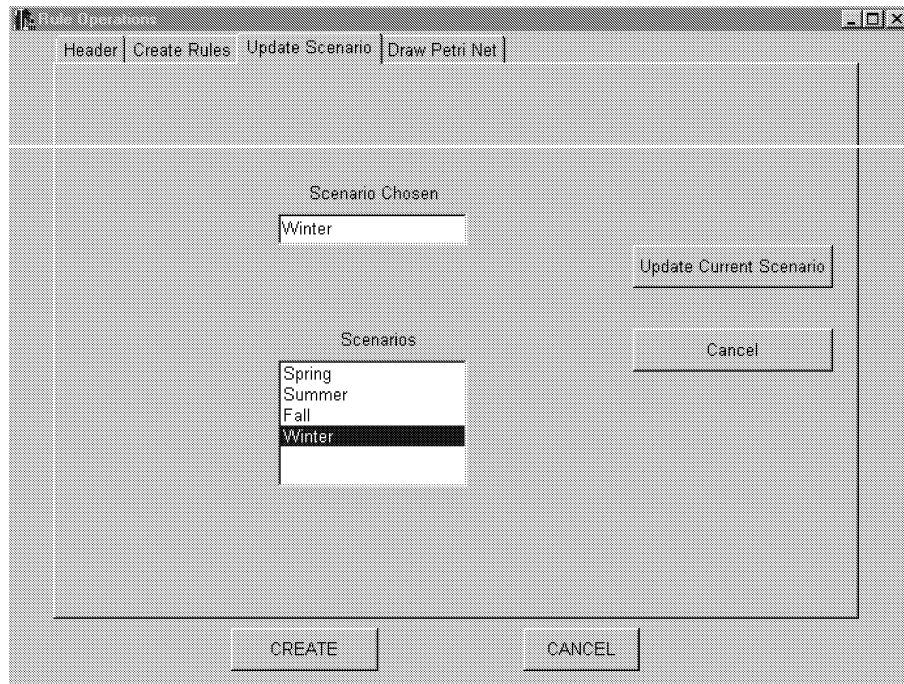 Rule Operations
Header Create Rules Update Scenario Draw Petri Net
Scenario Chosen
Winter
Update Current Scenario
Scenarios
Cancel
Spring
Summer
Fall
Winter
CREATE CANCEL